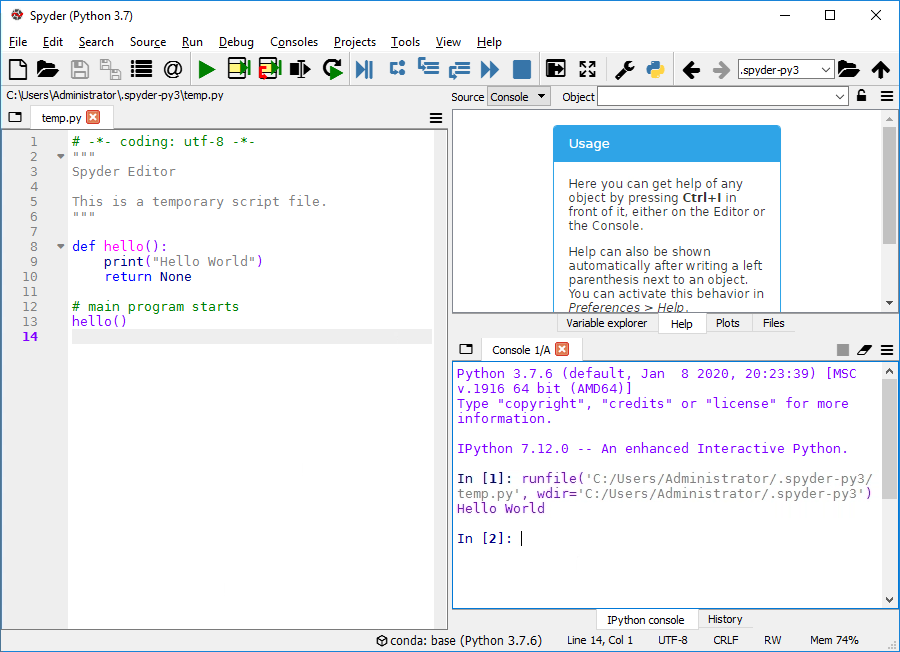 Spyder (Python 3.7)
File Edit Search Source Run Debug Consoles Projects Tools View Help
.spyder-py3
C:\Users\Administrator\.spyder-py3\temp.py
temp.py
1 # -*- coding: utf-8 -*-
2 """
3 Spyder Editor
4
5 This is a temporary script file.
6 """
7
8 def hello():
9 print("Hello World")
10 return None
11
12 # main program starts
13 hello()
14
Source Console Object
Usage
Here you can get help of any
object by pressing Ctrl+I in
front of it, either on the Editor or
the Console.
Help can also be shown
automatically after writing a left
parenthesis next to an object.
You can activate this behavior in
Preferences > Help.
Variable explorer Help Plots Files
Console 1/A
Python 3.7.6 (default, Jan  8 2020, 20:23:39) [MSC
v.1916 64 bit (AMD64)]
Type "copyright", "credits" or "license" for more
information.
IPython 7.12.0 -- An enhanced Interactive Python.
In [1]: runfile('C:/Users/Administrator/.spyder-py3/
temp.py', wdir='C:/Users/Administrator/.spyder-py3')
Hello World
In [2]:
IPython console History
conda: base (Python 3.7.6) Line 14, Col 1 UTF-8 CRLF RW Mem 74%